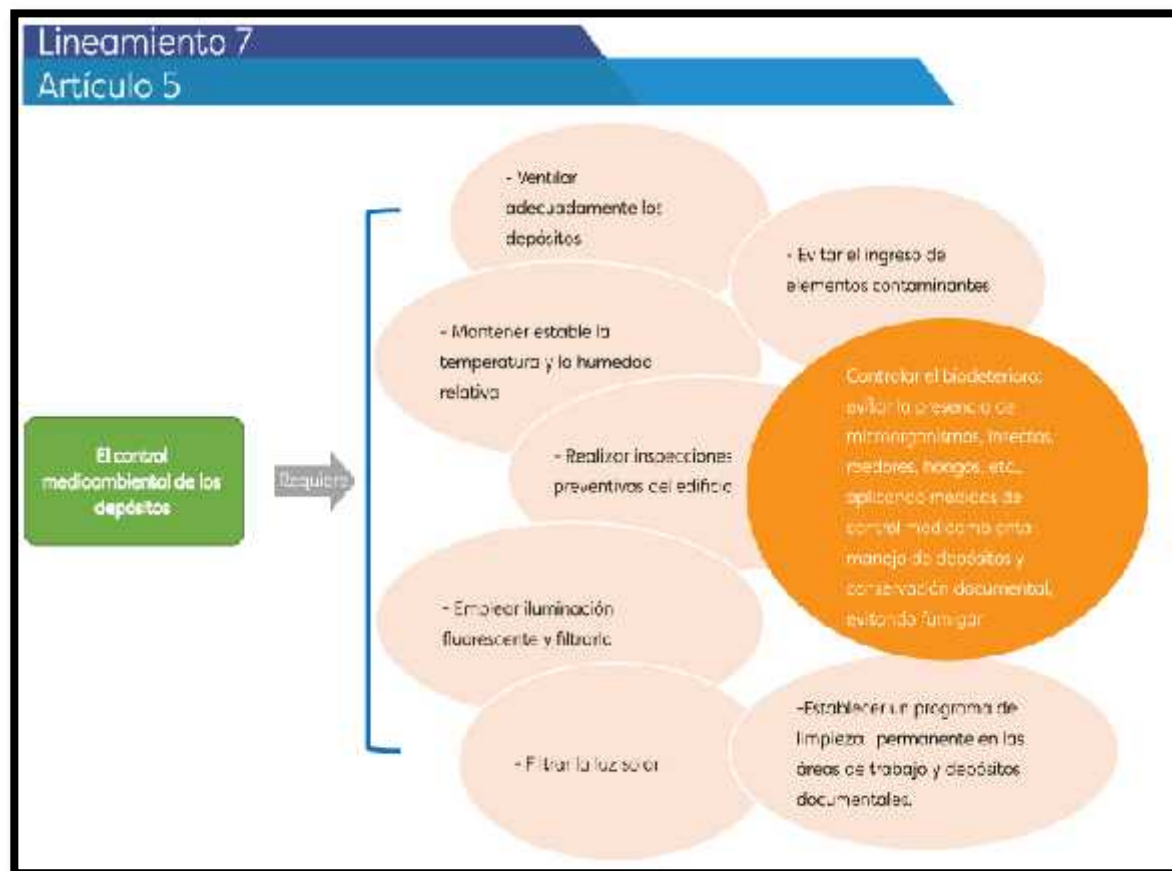 Lineamiento 7
Artículo 5
- Ventilar
adecuadamente los
depósitos
- Evitar el ingreso de
elementos contaminantes
- Mantener estable la
temperatura y la humedad
relativa
Controlar el biodeterioro:
evitar la presencia de
microrganismos, insectos,
roedores, hongos, etc.,
aplicando medidas de
control
manejo de depósitos y
conservación documental,
evitando fumigar
El control
medioambiental de los
depósitos
Requiere
- Realizar inspecciones
preventivas del edificio
- Emplear iluminación
fluorescente y filtrarla
- Filtrar la luz solar
-Establecer un programa de
limpieza permanente en las
áreas de trabajo y depósitos
documentales.